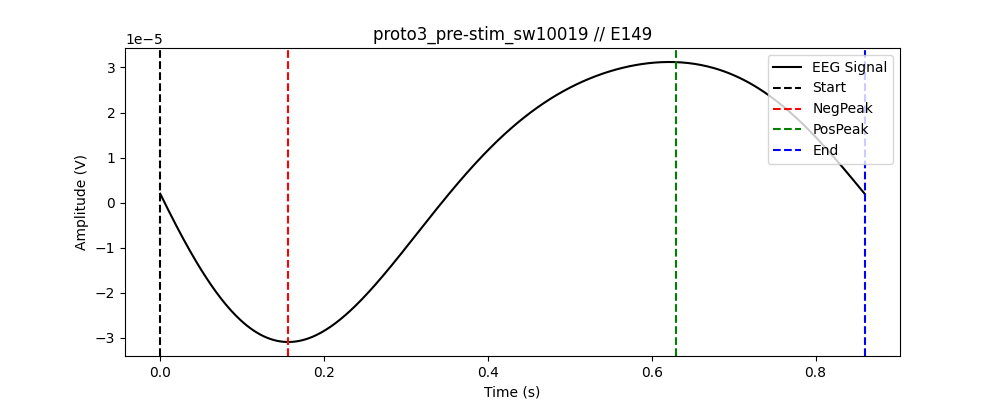 proto3_pre-stim_sw10019 // E149
1e−5
3
2
1
0
−1
−2
−3
Amplitude (V)
0.0 0.2 0.4 0.6 0.8
Time (s)
EEG Signal
Start
NegPeak
PosPeak
End